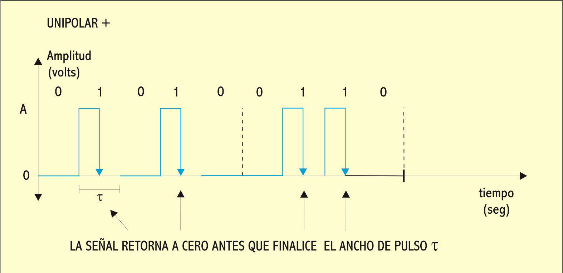 UNIPOLAR +
Amplitud
(volts)
0 1 0 1 0 0 1 1 0
A
0
τ
tiempo
(seg)
LA SEÑAL RETORNA A CERO ANTES QUE FINALICE EL ANCHO DE PULSO τ